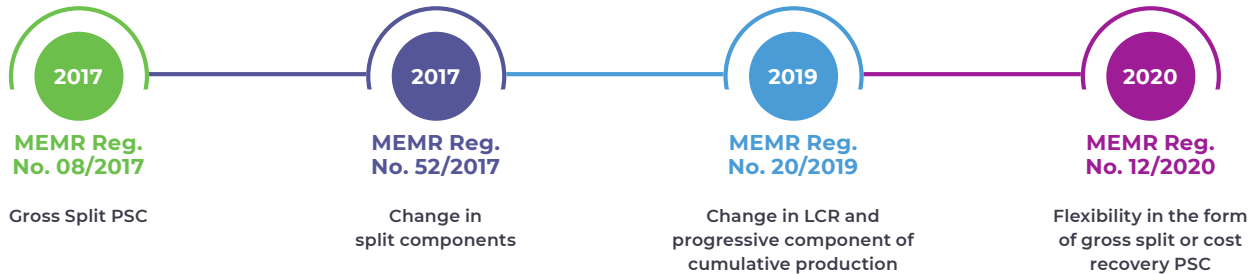 2017
MEMR Reg.
No. 08/2017
Gross Split PSC
2017
MEMR Reg.
No. 52/2017
Change in
split components
2019
MEMR Reg.
No. 20/2019
Change in LCR and
progressive component of
cumulative production
2020
MEMR Reg.
No. 12/2020
Flexibility in the form
of gross split or cost
recovery PSC